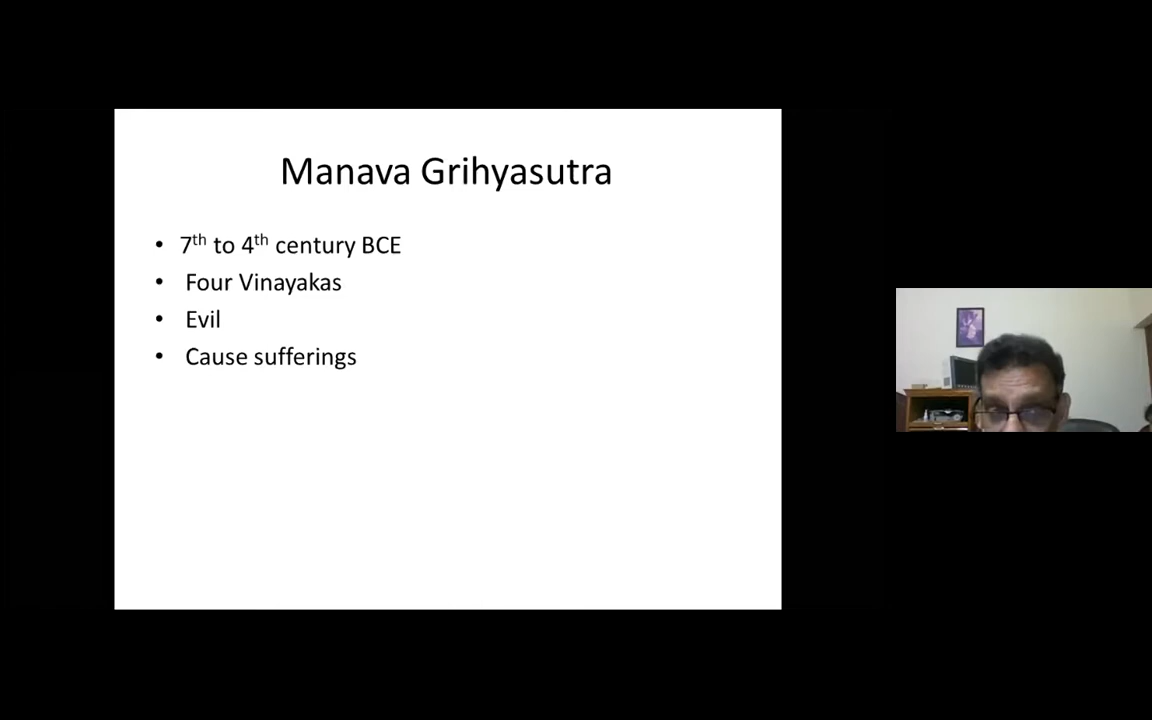 Manava Grihyasutra
• 7th to 4th century BCE
• Four Vinayakas
• Evil
• Cause sufferings